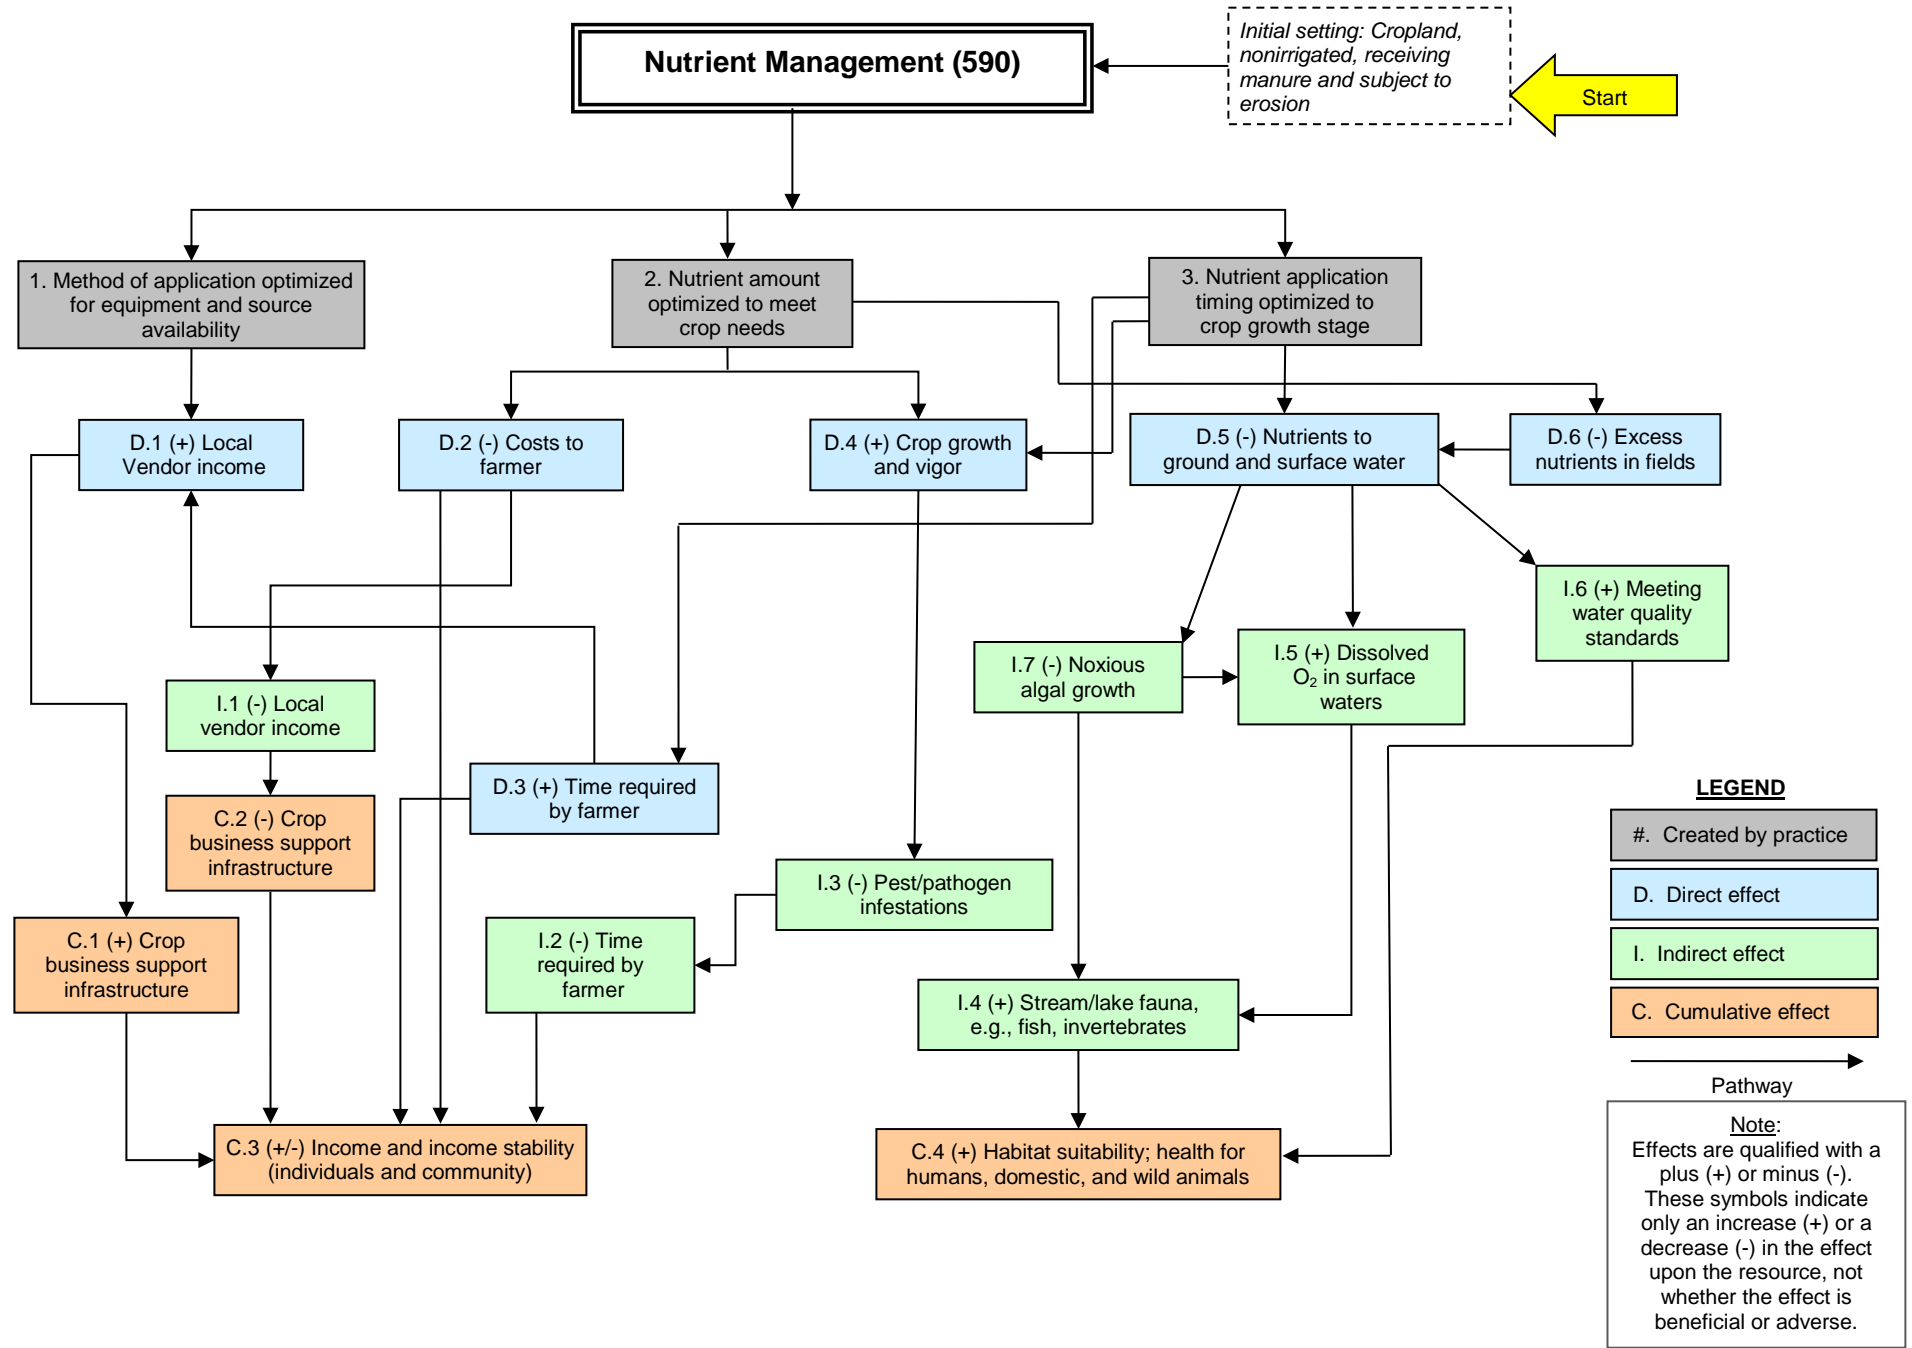 Nutrient Management (590)
Initial setting: Cropland,
nonirrigated, receiving
manure and subject to
erosion
Start
1. Method of application optimized
for equipment and source
availability
2. Nutrient amount
optimized to meet
crop needs
3. Nutrient application
timing optimized to
crop growth stage
D.1 (+) Local
Vendor income
D.2 (-) Costs to
farmer
D.4 (+) Crop growth
and vigor
D.5 (-) Nutrients to
ground and surface water
D.6 (-) Excess
nutrients in fields
I.6 (+) Meeting
water quality
standards
I.7 (-) Noxious
algal growth
I.5 (+) Dissolved
O2 in surface
waters
I.1 (-) Local
vendor income
D.3 (+) Time required
by farmer
C.2 (-) Crop
business support
infrastructure
I.3 (-) Pest/pathogen
infestations
C.1 (+) Crop
business support
infrastructure
I.2 (-) Time
required by
farmer
I.4 (+) Stream/lake fauna,
e.g., fish, invertebrates
C.3 (+/-) Income and income stability
(individuals and community)
C.4 (+) Habitat suitability; health for
humans, domestic, and wild animals
LEGEND
#. Created by practice
D. Direct effect
I. Indirect effect
C. Cumulative effect
Pathway
Note:
Effects are qualified with a
plus (+) or minus (-).
These symbols indicate
only an increase (+) or a
decrease (-) in the effect
upon the resource, not
whether the effect is
beneficial or adverse.